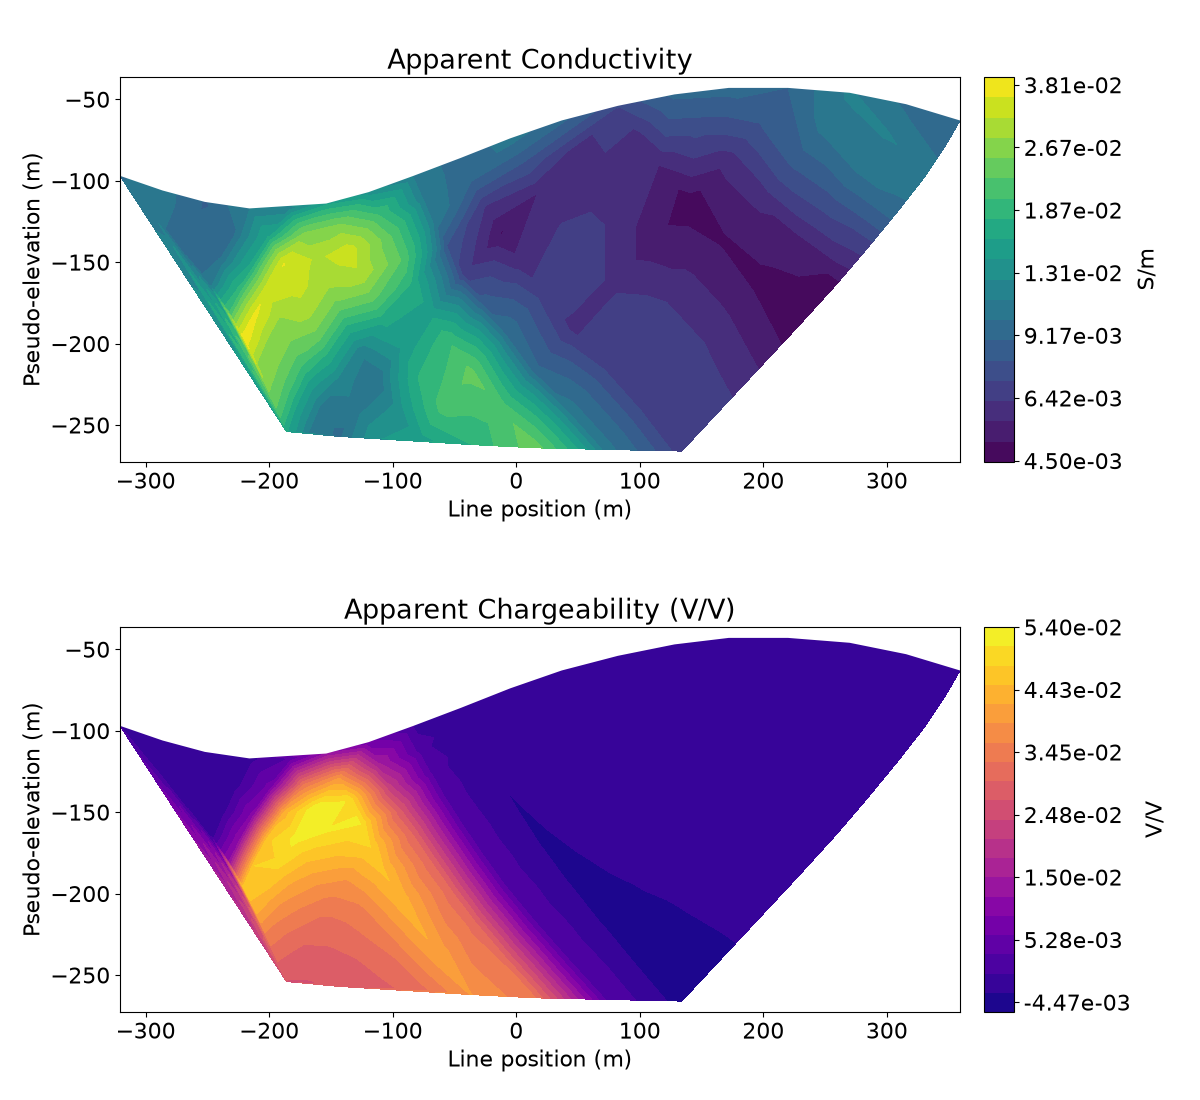 Apparent Conductivity
−50
−100
−150
−200
−250
Pseudo-elevation (m)
−300 −200 −100 0 100 200 300
Line position (m)
3.81e-02
2.67e-02
1.87e-02
1.31e-02
9.17e-03
6.42e-03
4.50e-03
S/m
Apparent Chargeability (V/V)
−50
−100
−150
−200
−250
Pseudo-elevation (m)
−300 −200 −100 0 100 200 300
Line position (m)
5.40e-02
4.43e-02
3.45e-02
2.48e-02
1.50e-02
5.28e-03
-4.47e-03
V/V